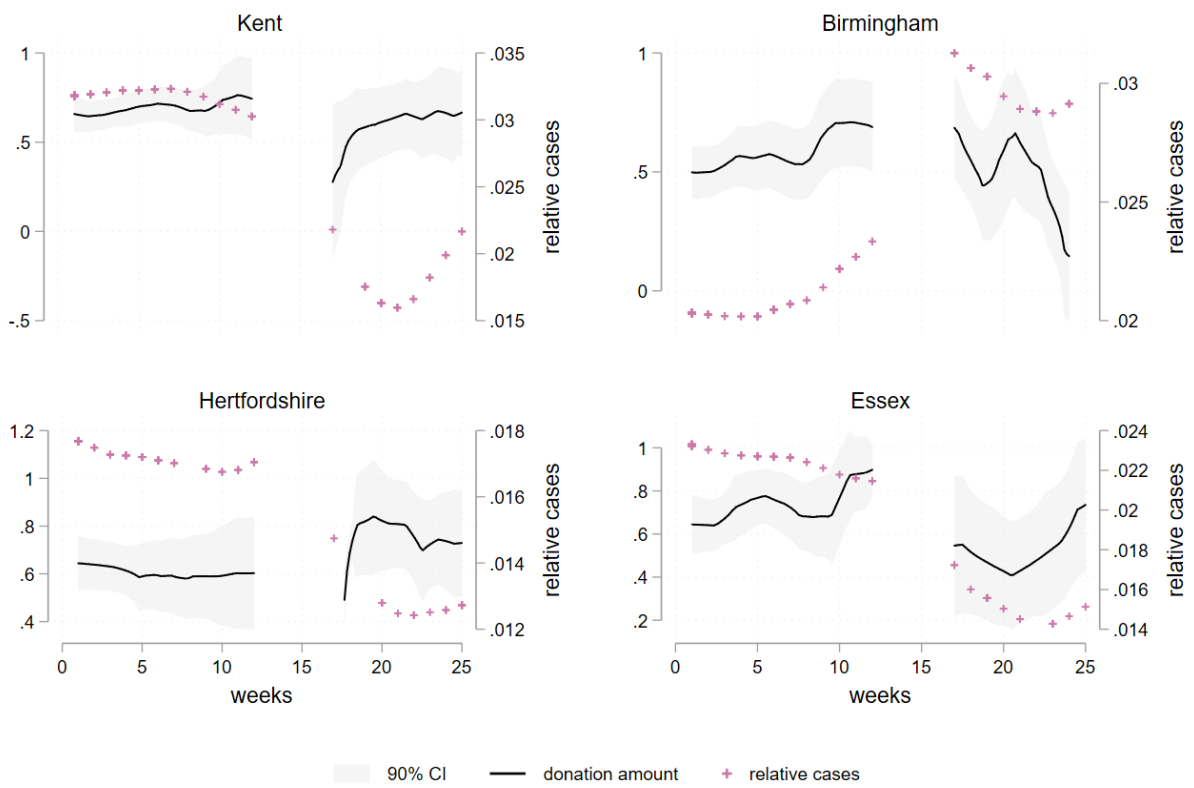 Kent
1
.5
0
-.5
.035
.03
.025
.02
.015
relative cases
Birmingham
1
.5
0
.03
.025
.02
relative cases
Hertfordshire
1.2
1
.8
.6
.4
.018
.016
.014
.012
relative cases
0 5 10 15 20 25
weeks
Essex
1
.8
.6
.4
.2
.024
.022
.02
.018
.016
.014
relative cases
0 5 10 15 20 25
weeks
90% CI donation amount relative cases